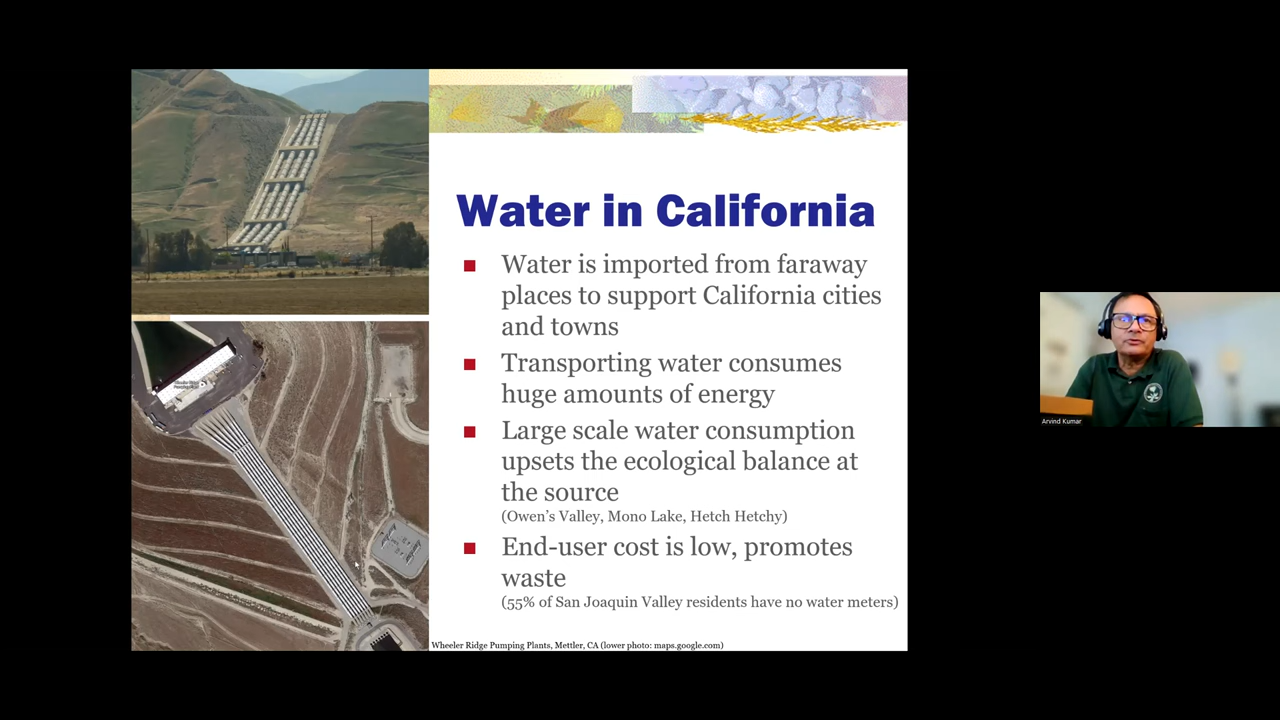 Water in California
Water is imported from faraway
places to support California cities
and towns
Transporting water consumes
huge amounts of energy
Large scale water consumption
upsets the ecological balance at
the source
(Owen's Valley, Mono Lake, Hetch Hetchy)
End-user cost is low, promotes
waste
(55% of San Joaquin Valley residents have no water meters)
Wheeler Ridge Pumping Plants, Mettler, CA (lower photo: maps.google.com)
Arvind Kumar